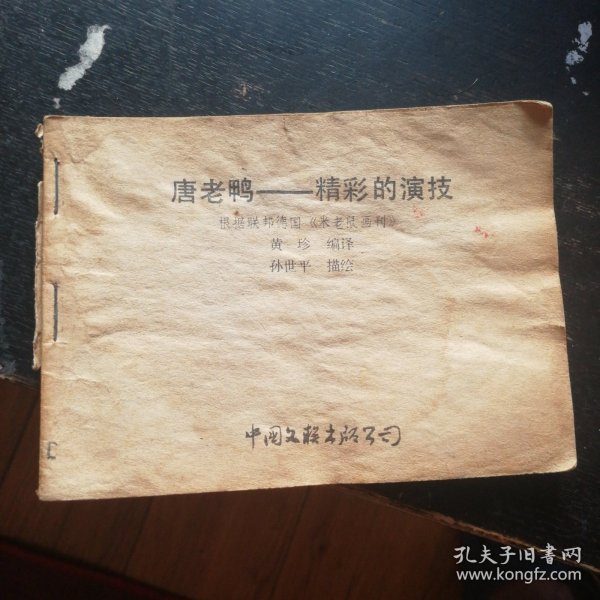 唐老鸭——精彩的演技
根据联邦德国《米老鼠画刊》
黄珍 编译
孙世平 描绘
中国文联出版公司
孔夫子旧书网
www.kongfz.com